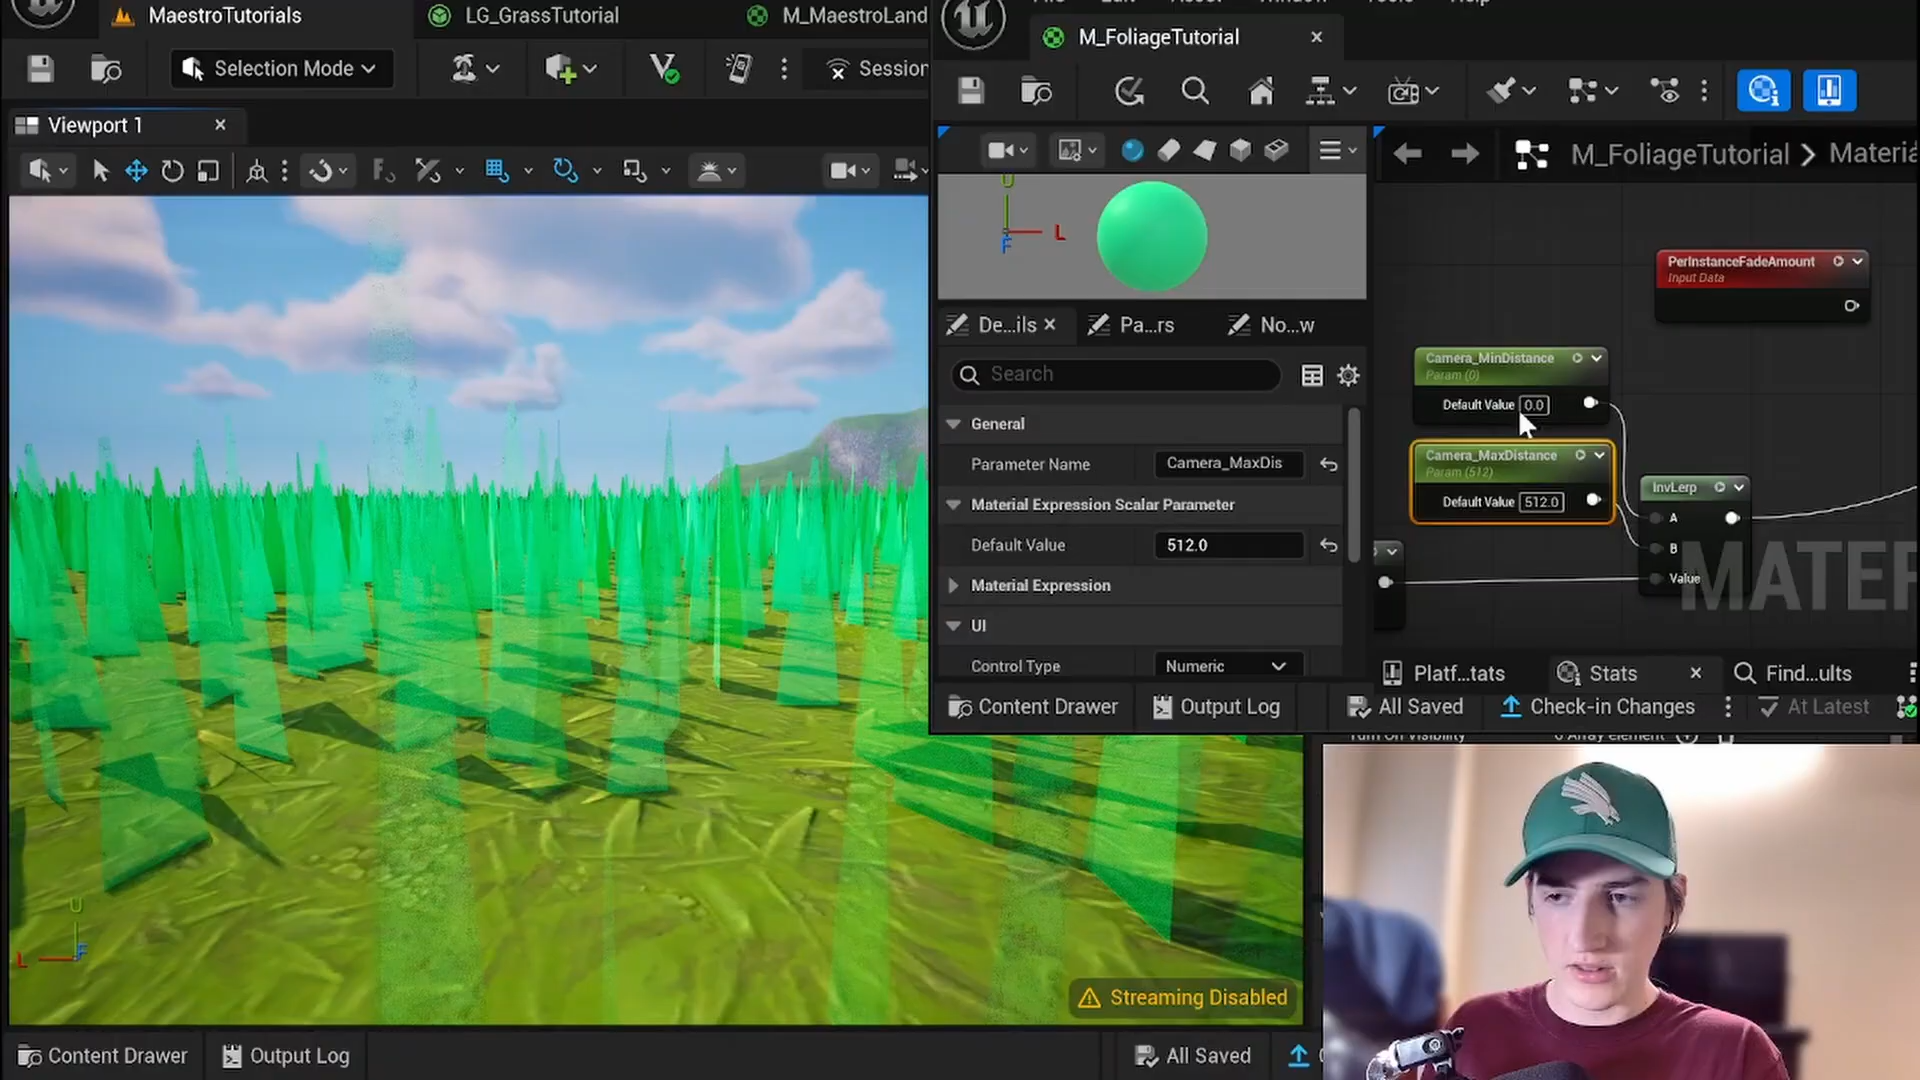 MaestroTutorials
LG_GrassTutorial
M_MaestroLand
Selection Mode
Session
Viewport 1
Window
Help
M_FoliageTutorial
M_FoliageTutorial
Materia
U
L
F
PerInstanceFadeAmount
Input Data
De...ils
Pa...rs
No...w
Search
Camera_MinDistance
Param (0)
Default Value 0.0
General
Parameter Name
Camera_MaxDis
Camera_MaxDistance
Param (512)
Default Value 512.0
InvLerp
A
B
Value
MATER
Material Expression Scalar Parameter
Default Value
512.0
Material Expression
UI
Control Type
Numeric
Platf...tats
Stats
Find...ults
Content Drawer
Output Log
All Saved
Check-in Changes
At Latest
U
L
F
Streaming Disabled
Content Drawer
Output Log
All Saved